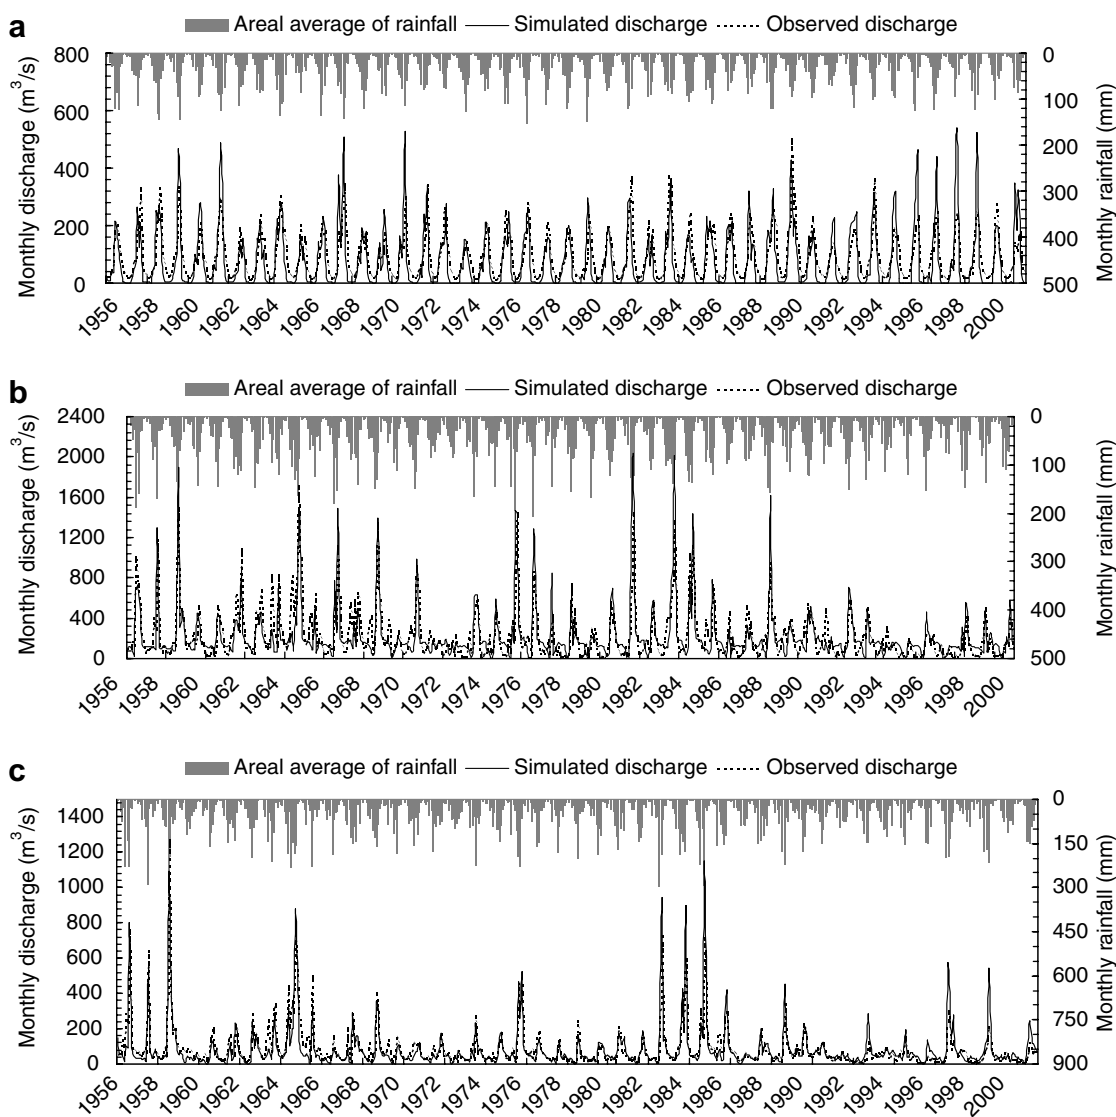 a
Areal average of rainfall Simulated discharge Observed discharge
Monthly discharge (m³/s)
800
600
400
200
0
0
100
200
300
400
500
Monthly rainfall (mm)
1956 1958 1960 1962 1964 1966 1968 1970 1972 1974 1976 1978 1980 1982 1984 1986 1988 1990 1992 1994 1996 1998 2000
b
Areal average of rainfall Simulated discharge Observed discharge
Monthly discharge (m³/s)
2400
2000
1600
1200
800
400
0
0
100
200
300
400
500
Monthly rainfall (mm)
1956 1958 1960 1962 1964 1966 1968 1970 1972 1974 1976 1978 1980 1982 1984 1986 1988 1990 1992 1994 1996 1998 2000
c
Areal average of rainfall Simulated discharge Observed discharge
Monthly discharge (m³/s)
1400
1200
1000
800
600
400
200
0
0
150
300
450
600
750
900
Monthly rainfall (mm)
1956 1958 1960 1962 1964 1966 1968 1970 1972 1974 1976 1978 1980 1982 1984 1986 1988 1990 1992 1994 1996 1998 2000